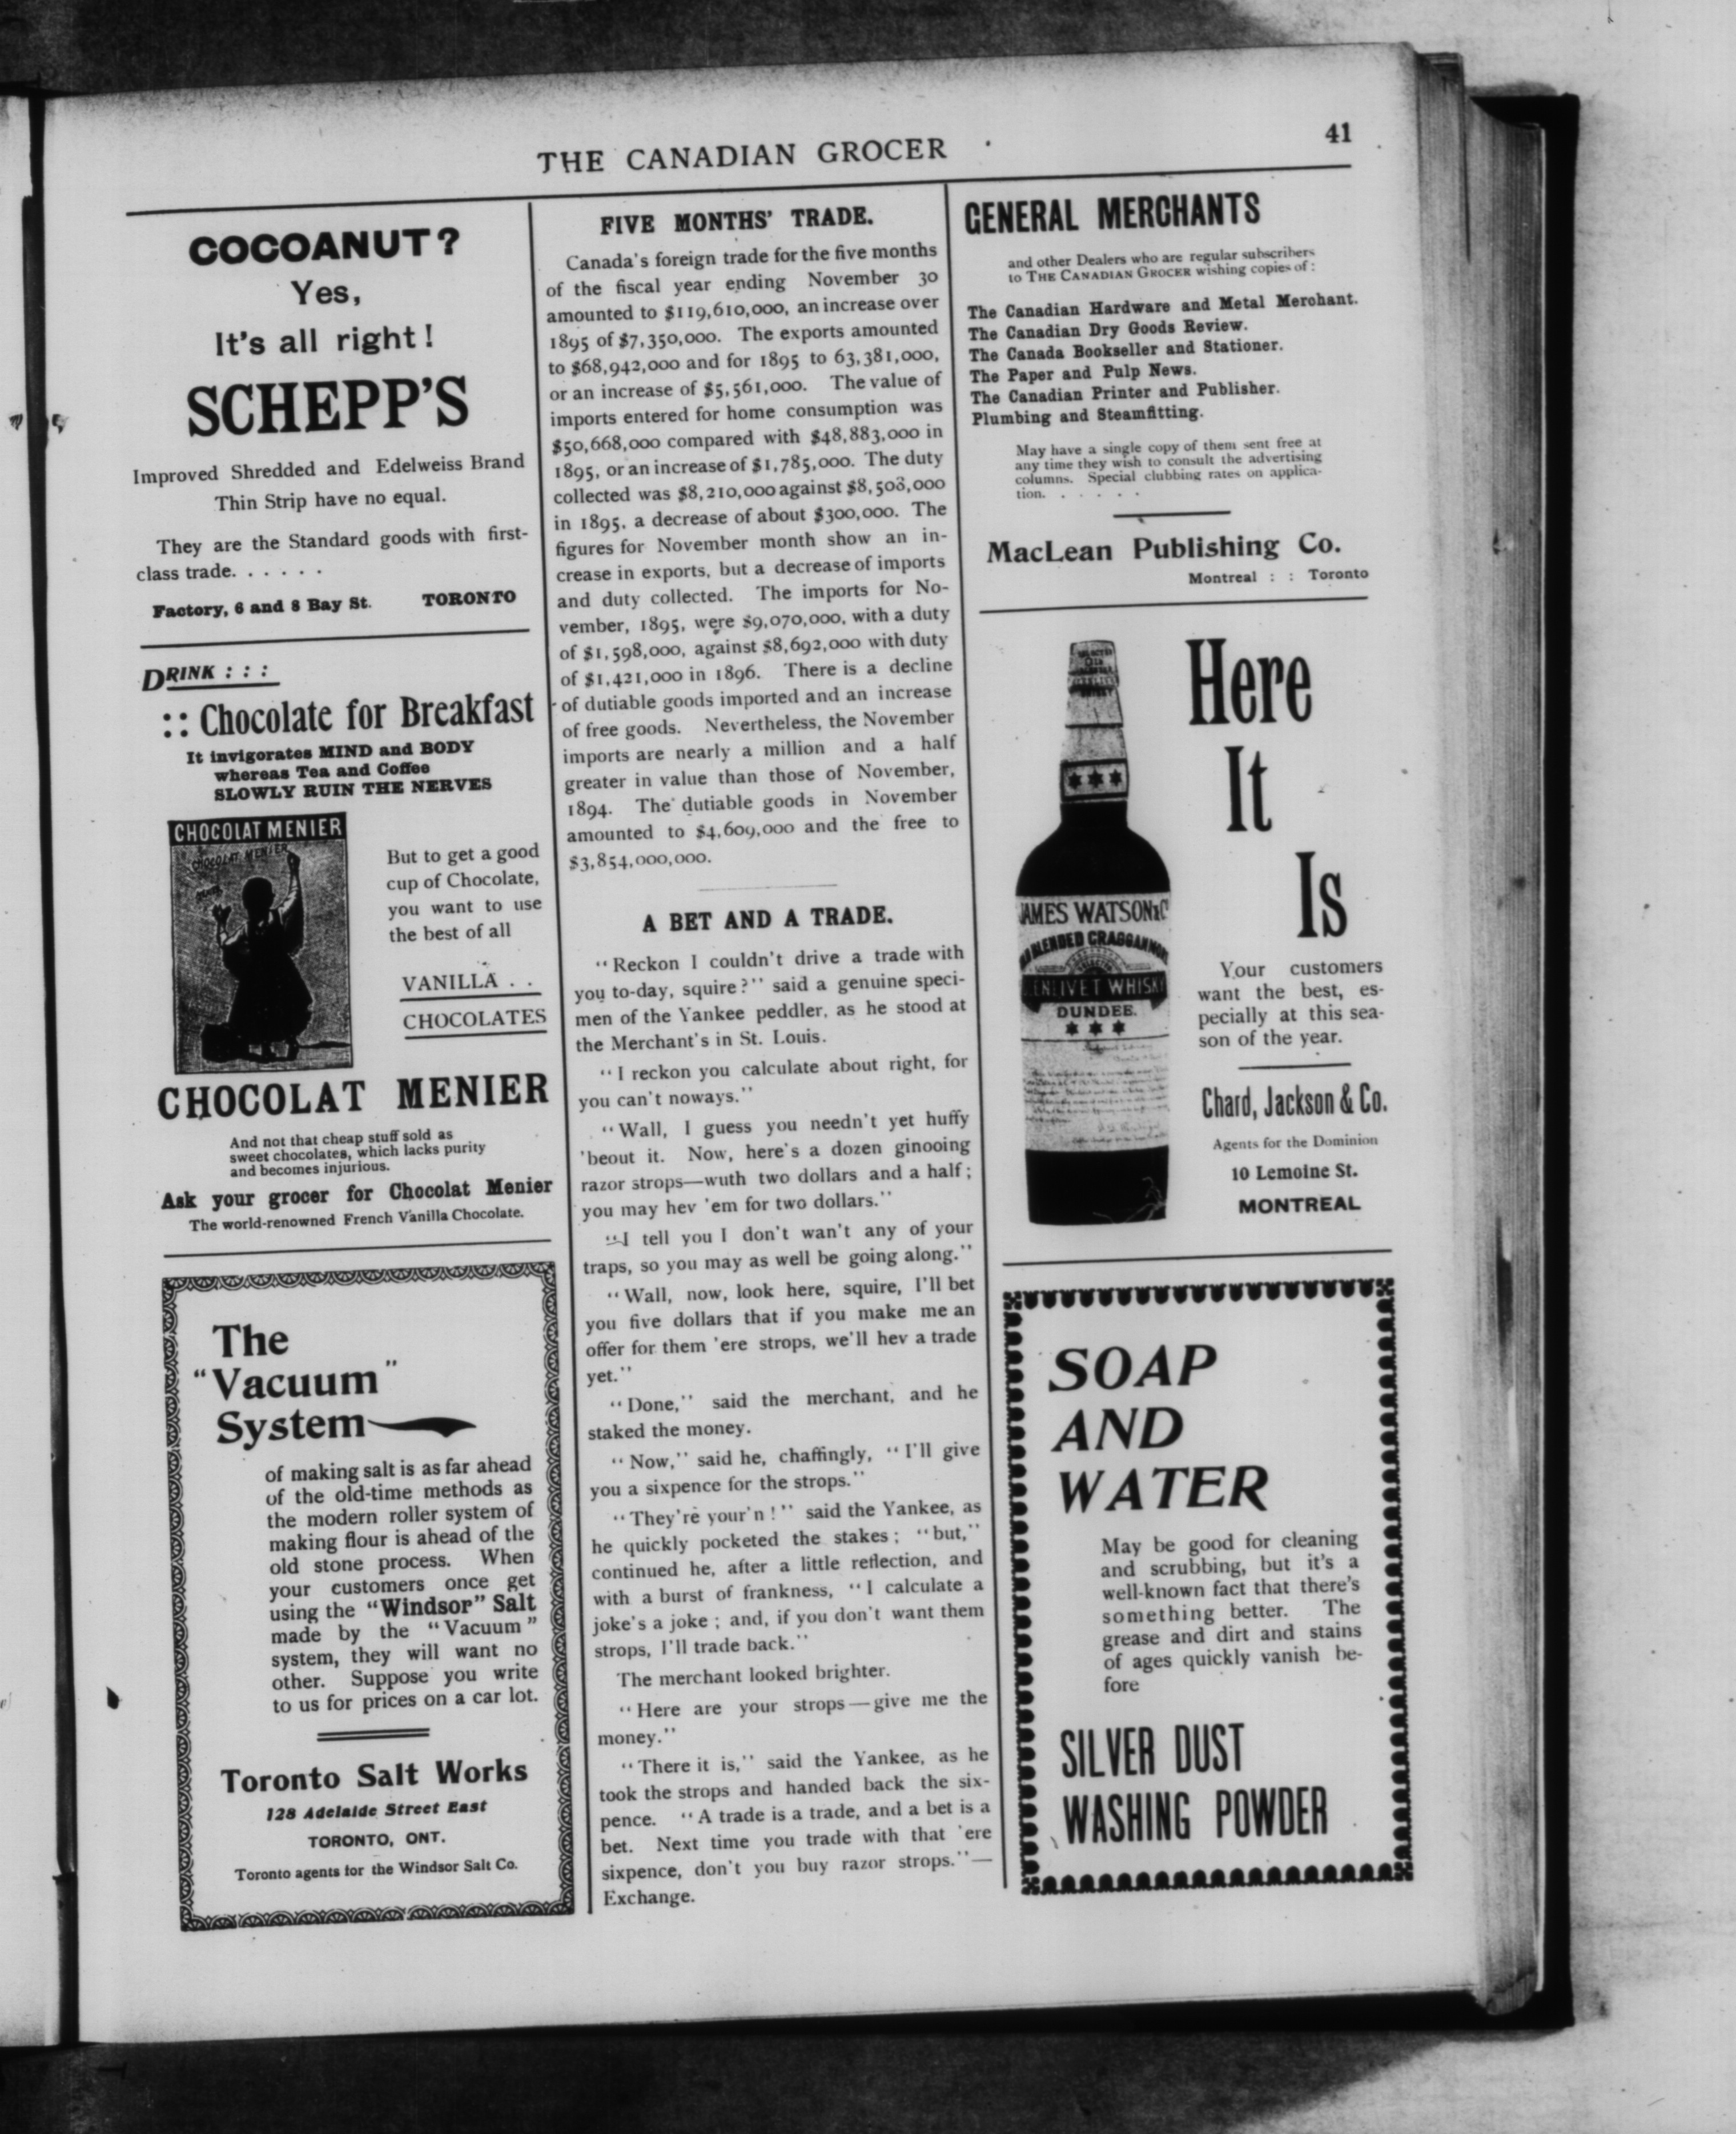 THE CANADIAN GROCER
41
COCOANUT?
Yes,
It's all right!
SCHEPP'S
Improved Shredded and Edelweiss Brand
Thin Strip have no equal.
They are the Standard goods with first-
class trade. . . . . .
Factory, 6 and 8 Bay St. TORONTO
DRINK : : :
:: Chocolate for Breakfast
It invigorates MIND and BODY
whereas Tea and Coffee
SLOWLY RUIN THE NERVES
CHOCOLAT MENIER
CHOCOLAT MENIER
But to get a good
cup of Chocolate,
you want to use
the best of all
VANILLA . .
CHOCOLATES
CHOCOLAT MENIER
And not that cheap stuff sold as
sweet chocolates, which lacks purity
and becomes injurious.
Ask your grocer for Chocolat Menier
The world-renowned French Vanilla Chocolate.
The
"Vacuum"
System
of making salt is as far ahead
of the old-time methods as
the modern roller system of
making flour is ahead of the
old stone process. When
your customers once get
using the "Windsor" Salt
made by the "Vacuum"
system, they will want no
other. Suppose you write
to us for prices on a car lot.
Toronto Salt Works
128 Adelaide Street East
TORONTO, ONT.
Toronto agents for the Windsor Salt Co.
FIVE MONTHS' TRADE.
Canada's foreign trade for the five months
of the fiscal year ending November 30
amounted to $119,610,000, an increase over
1895 of $7,350,000. The exports amounted
to $68,942,000 and for 1895 to 63,381,000,
or an increase of $5,561,000. The value of
imports entered for home consumption was
$50,668,000 compared with $48,883,000 in
1895, or an increase of $1,785,000. The duty
collected was $8,210,000 against $8,508,000
in 1895, a decrease of about $300,000. The
figures for November month show an in-
crease in exports, but a decrease of imports
and duty collected. The imports for No-
vember, 1895, were $9,070,000, with a duty
of $1,598,000, against $8,692,000 with duty
of $1,421,000 in 1896. There is a decline
of dutiable goods imported and an increase
of free goods. Nevertheless, the November
imports are nearly a million and a half
greater in value than those of November,
1894. The dutiable goods in November
amounted to $4,609,000 and the free to
$3,854,000,000.
A BET AND A TRADE.
"Reckon I couldn't drive a trade with
you to-day, squire?" said a genuine speci-
men of the Yankee peddler, as he stood at
the Merchant's in St. Louis.
"I reckon you calculate about right, for
you can't noways."
"Wall, I guess you needn't yet huffy
'beout it. Now, here's a dozen ginooing
razor strops—wuth two dollars and a half;
you may hev 'em for two dollars."
"I tell you I don't wan't any of your
traps, so you may as well be going along."
"Wall, now, look here, squire, I'll bet
you five dollars that if you make me an
offer for them 'ere strops, we'll hev a trade
yet."
"Done," said the merchant, and he
staked the money.
"Now," said he, chaffingly, "I'll give
you a sixpence for the strops."
"They're your'n!" said the Yankee, as
he quickly pocketed the stakes; "but,"
continued he, after a little reflection, and
with a burst of frankness, "I calculate a
joke's a joke; and, if you don't want them
strops, I'll trade back."
The merchant looked brighter.
"Here are your strops—give me the
money."
"There it is," said the Yankee, as he
took the strops and handed back the six-
pence. "A trade is a trade, and a bet is a
bet. Next time you trade with that 'ere
sixpence, don't you buy razor strops."—
Exchange.
GENERAL MERCHANTS
and other Dealers who are regular subscribers
to THE CANADIAN GROCER wishing copies of:
The Canadian Hardware and Metal Merchant.
The Canadian Dry Goods Review.
The Canada Bookseller and Stationer.
The Paper and Pulp News.
The Canadian Printer and Publisher.
Plumbing and Steamfitting.
May have a single copy of them sent free at
any time they wish to consult the advertising
columns. Special clubbing rates on applica-
tion. . . . . .
MacLean Publishing Co.
Montreal : : Toronto
Here
It
Is
JAMES WATSON & Co
BLENDED CRAGGANMORE
GLENLIVET WHISKY
DUNDEE.
Your customers
want the best, es-
pecially at this sea-
son of the year.
Chard, Jackson & Co.
Agents for the Dominion
10 Lemoine St.
MONTREAL
SOAP
AND
WATER
May be good for cleaning
and scrubbing, but it's a
well-known fact that there's
something better. The
grease and dirt and stains
of ages quickly vanish be-
fore
SILVER DUST
WASHING POWDER